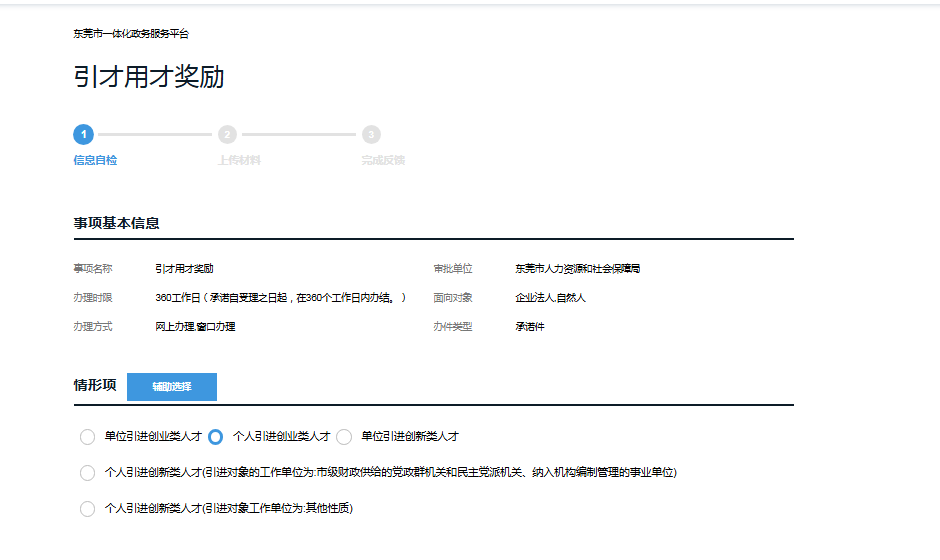 东莞市一体化政务服务平台
引才用才奖励
1 2 3
信息自检 上传材料 完成反馈
事项基本信息
事项名称 引才用才奖励 审批单位 东莞市人力资源和社会保障局
办理时限 360工作日（承诺自受理之日起，在360个工作日内办结。） 面向对象 企业法人,自然人
办理方式 网上办理,窗口办理 办件类型 承诺件
情形项 辅助选择
单位引进创业类人才 个人引进创业类人才 单位引进创新类人才
个人引进创新类人才(引进对象的工作单位为:市级财政供给的党政群机关和民主党派机关、纳入机构编制管理的事业单位)
个人引进创新类人才(引进对象工作单位为:其他性质)